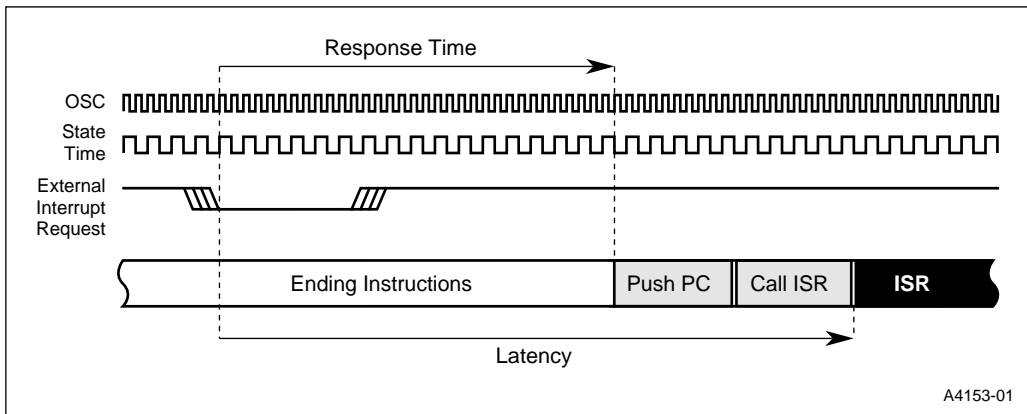 Response Time
OSC
State
Time
External
Interrupt
Request
Ending Instructions
Push PC
Call ISR
ISR
Latency
A4153-01